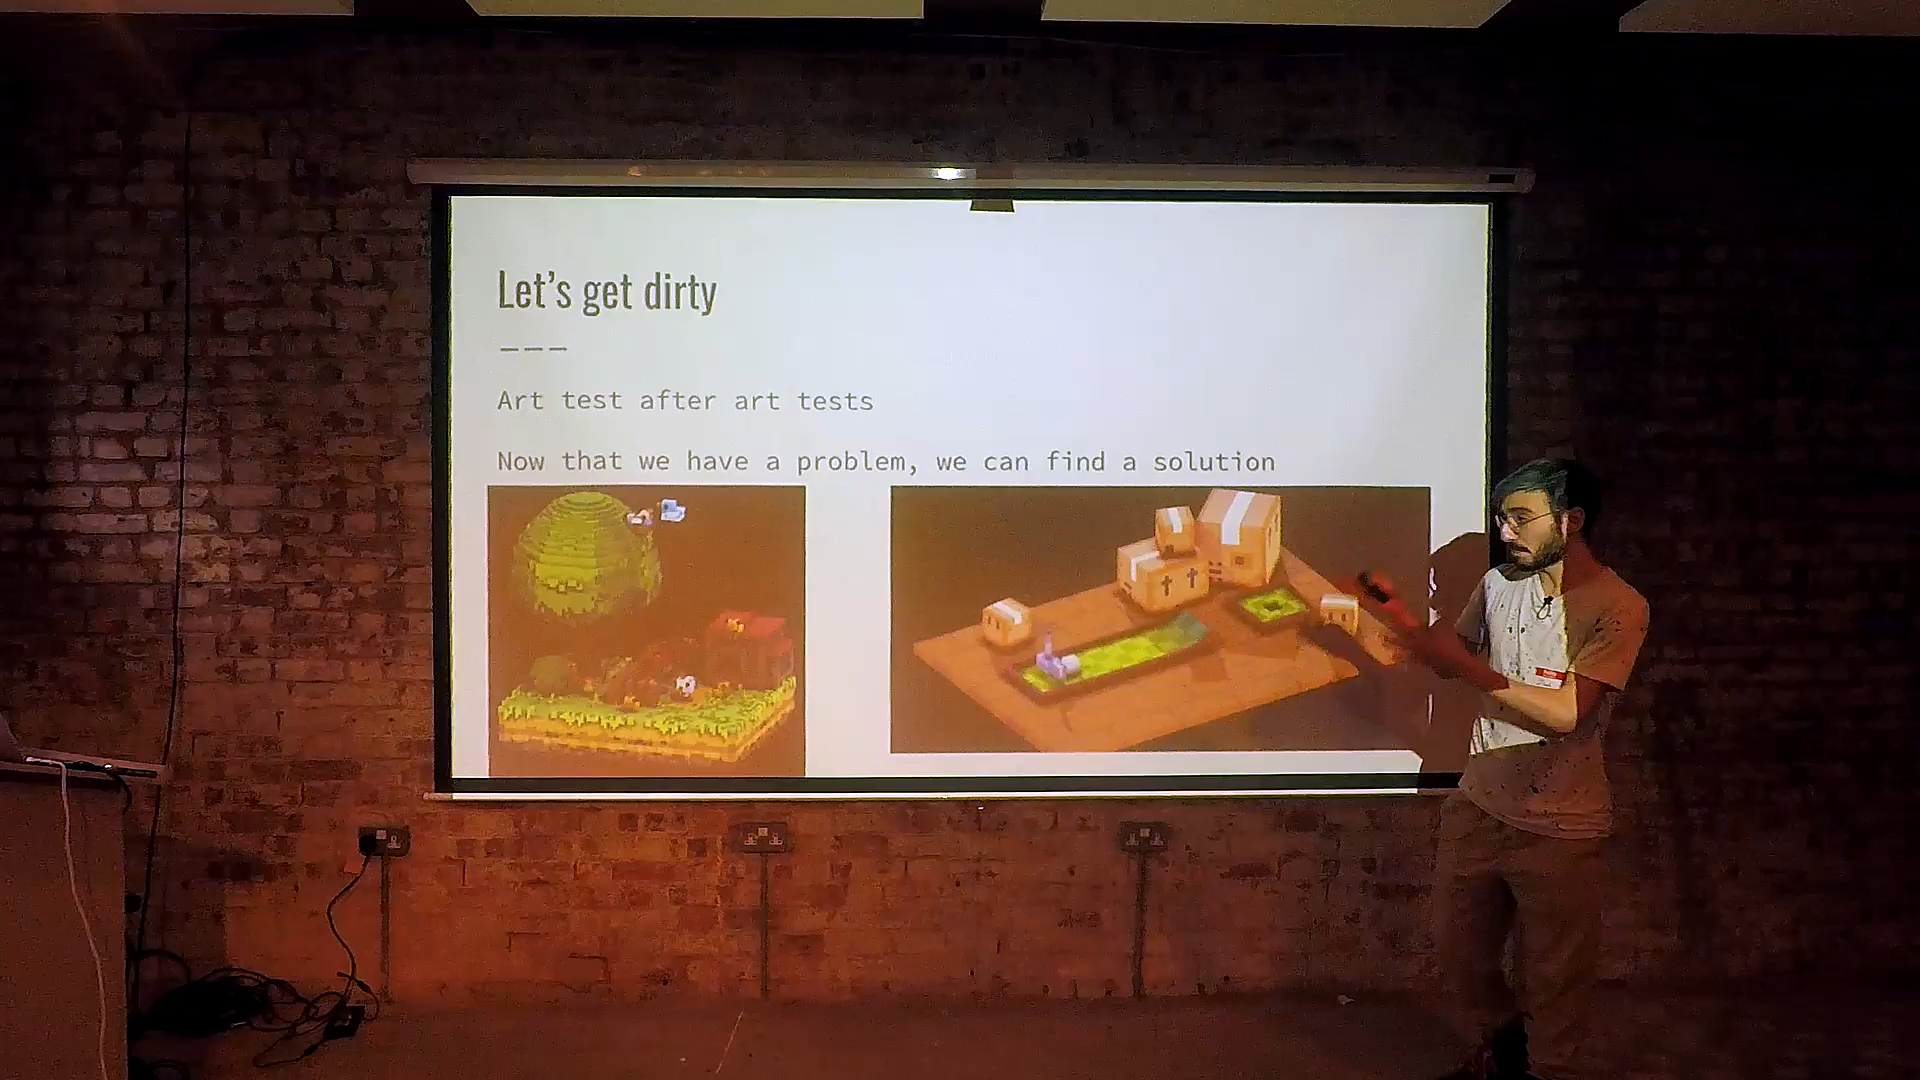 Let's get dirty
Art test after art tests
Now that we have a problem, we can find a solution